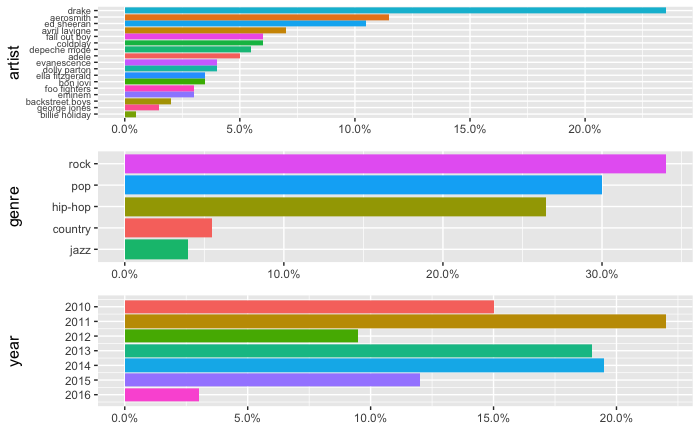 artist
drake
aerosmith
ed sheeran
avril lavigne
fall out boy
coldplay
depeche mode
adele
evanescence
dolly parton
ella fitzgerald
bon jovi
foo fighters
eminem
backstreet boys
george jones
billie holiday
0.0% 5.0% 10.0% 15.0% 20.0%
genre
rock
pop
hip-hop
country
jazz
0.0% 10.0% 20.0% 30.0%
year
2010
2011
2012
2013
2014
2015
2016
0.0% 5.0% 10.0% 15.0% 20.0%